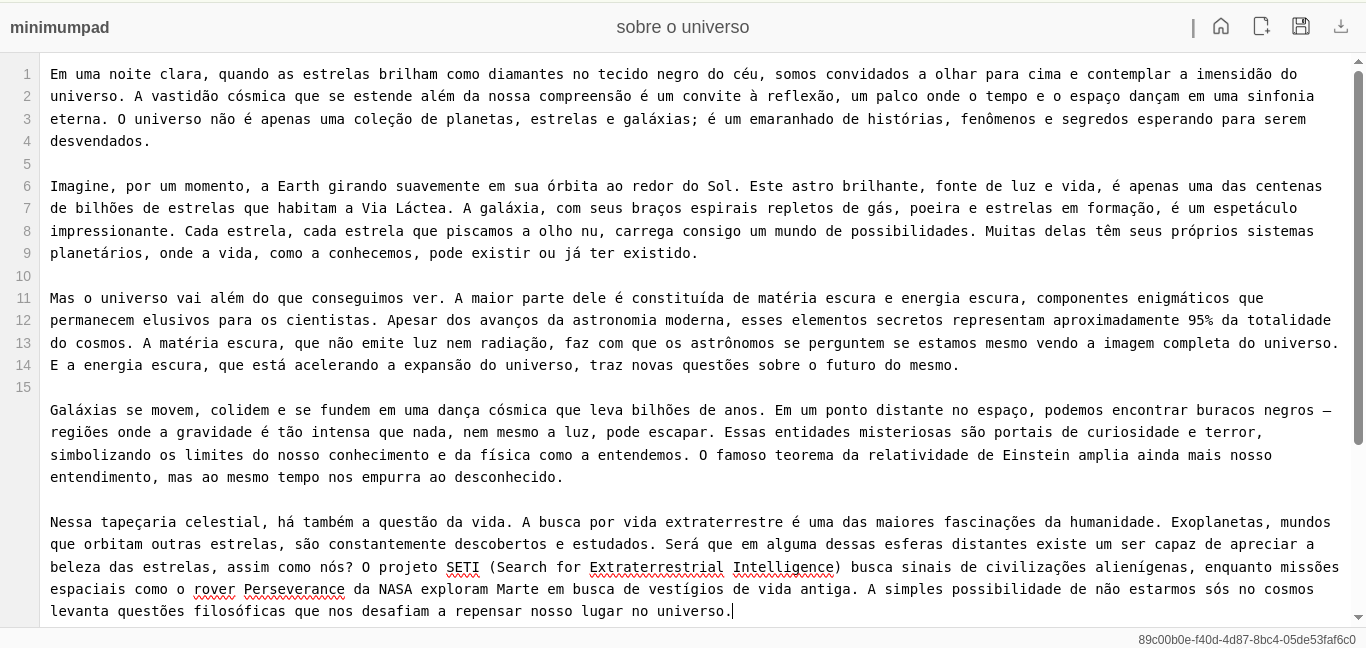 minimumpad
sobre o universo
1
2
3
4
5
6
7
8
9
10
11
12
13
14
15
Em uma noite clara, quando as estrelas brilham como diamantes no tecido negro do céu, somos convidados a olhar para cima e contemplar a imensidão do
universo. A vastidão cósmica que se estende além da nossa compreensão é um convite à reflexão, um palco onde o tempo e o espaço dançam em uma sinfonia
eterna. O universo não é apenas uma coleção de planetas, estrelas e galáxias; é um emaranhado de histórias, fenômenos e segredos esperando para serem
desvendados.
Imagine, por um momento, a Earth girando suavemente em sua órbita ao redor do Sol. Este astro brilhante, fonte de luz e vida, é apenas uma das centenas
de bilhões de estrelas que habitam a Via Láctea. A galáxia, com seus braços espirais repletos de gás, poeira e estrelas em formação, é um espetáculo
impressionante. Cada estrela, cada estrela que piscamos a olho nu, carrega consigo um mundo de possibilidades. Muitas delas têm seus próprios sistemas
planetários, onde a vida, como a conhecemos, pode existir ou já ter existido.
Mas o universo vai além do que conseguimos ver. A maior parte dele é constituída de matéria escura e energia escura, componentes enigmáticos que
permanecem elusivos para os cientistas. Apesar dos avanços da astronomia moderna, esses elementos secretos representam aproximadamente 95% da totalidade
do cosmos. A matéria escura, que não emite luz nem radiação, faz com que os astrônomos se perguntem se estamos mesmo vendo a imagem completa do universo.
E a energia escura, que está acelerando a expansão do universo, traz novas questões sobre o futuro do mesmo.
Galáxias se movem, colidem e se fundem em uma dança cósmica que leva bilhões de anos. Em um ponto distante no espaço, podemos encontrar buracos negros —
regiões onde a gravidade é tão intensa que nada, nem mesmo a luz, pode escapar. Essas entidades misteriosas são portais de curiosidade e terror,
simbolizando os limites do nosso conhecimento e da física como a entendemos. O famoso teorema da relatividade de Einstein amplia ainda mais nosso
entendimento, mas ao mesmo tempo nos empurra ao desconhecido.
Nessa tapeçaria celestial, há também a questão da vida. A busca por vida extraterrestre é uma das maiores fascinações da humanidade. Exoplanetas, mundos
que orbitam outras estrelas, são constantemente descobertos e estudados. Será que em alguma dessas esferas distantes existe um ser capaz de apreciar a
beleza das estrelas, assim como nós? O projeto SETI (Search for Extraterrestrial Intelligence) busca sinais de civilizações alienígenas, enquanto missões
espaciais como o rover Perseverance da NASA exploram Marte em busca de vestígios de vida antiga. A simples possibilidade de não estarmos sós no cosmos
levanta questões filosóficas que nos desafiam a repensar nosso lugar no universo.
89c00b0e-f40d-4d87-8bc4-05de53faf6c0